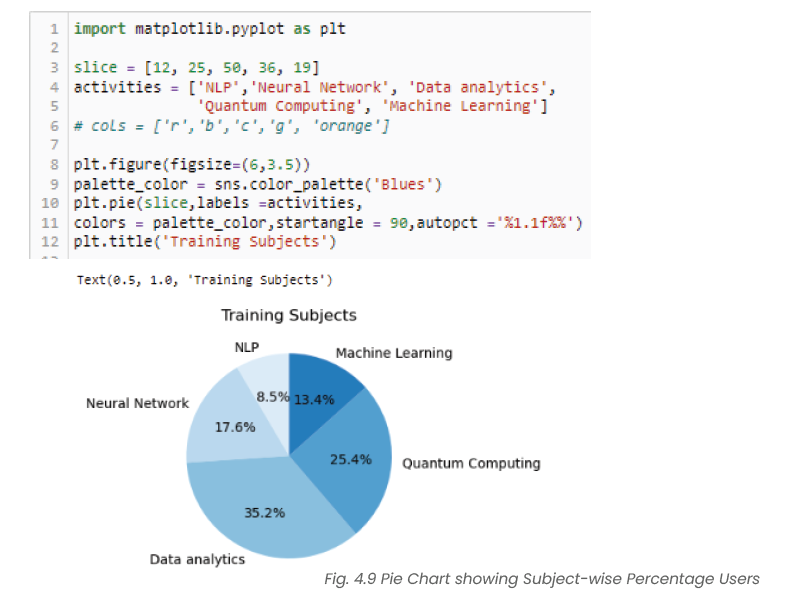 1 import matplotlib.pyplot as plt
2
3 slice = [12, 25, 50, 36, 19]
4 activities = ['NLP','Neural Network', 'Data analytics',
5 'Quantum Computing', 'Machine Learning']
6 # cols = ['r','b','c','g', 'orange']
7
8 plt.figure(figsize=(6,3.5))
9 palette_color = sns.color_palette('Blues')
10 plt.pie(slice,labels =activities,
11 colors = palette_color,startangle = 90,autopct ='%1.1f%%')
12 plt.title('Training Subjects')
Text(0.5, 1.0, 'Training Subjects')
Training Subjects
NLP
Machine Learning
8.5% 13.4%
Neural Network
17.6%
25.4%
Quantum Computing
35.2%
Data analytics
Fig. 4.9 Pie Chart showing Subject-wise Percentage Users